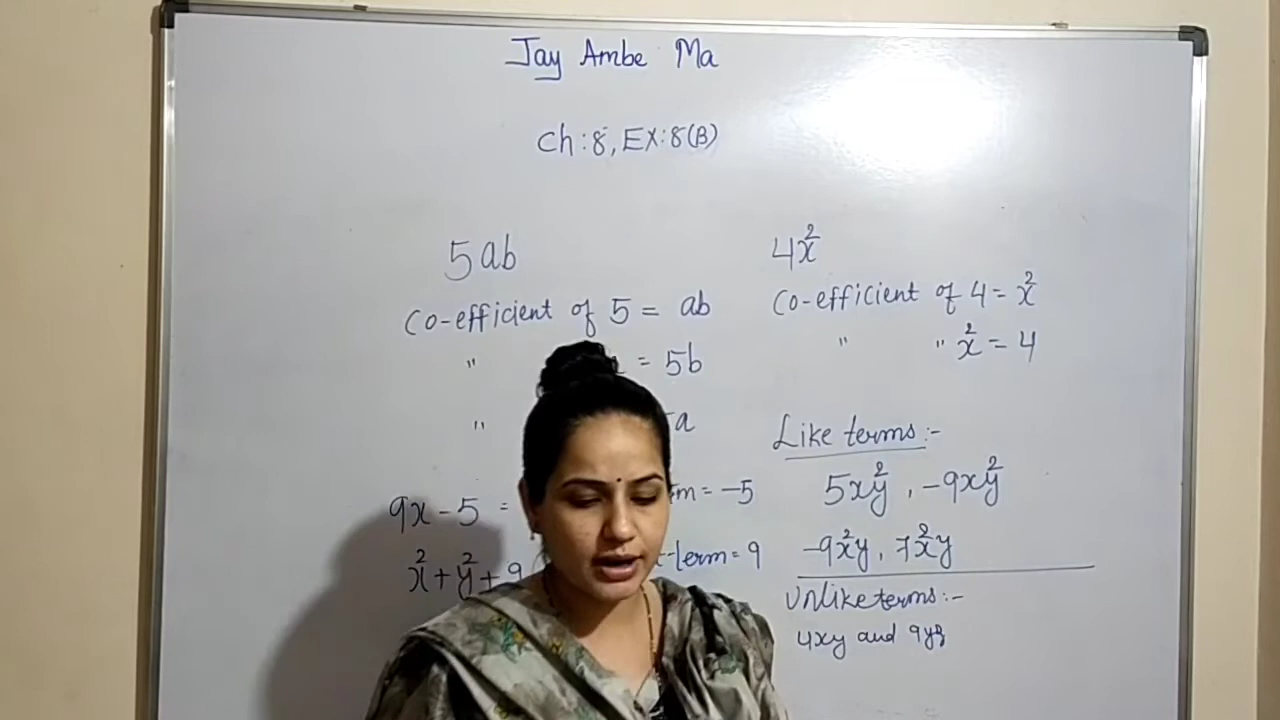 Jay Ambe Ma
Ch:8, EX:8(B)
5ab
Co-efficient of 5 = ab
" = 5b
" a
9x - 5 = m = -5
x²+y²+9 -term = 9
4x²
Co-efficient of 4 = x²
" " x² = 4
Like terms:-
5xy², -9xy²
-9x²y, 7x²y
Unlike terms:-
4xy and 9yz